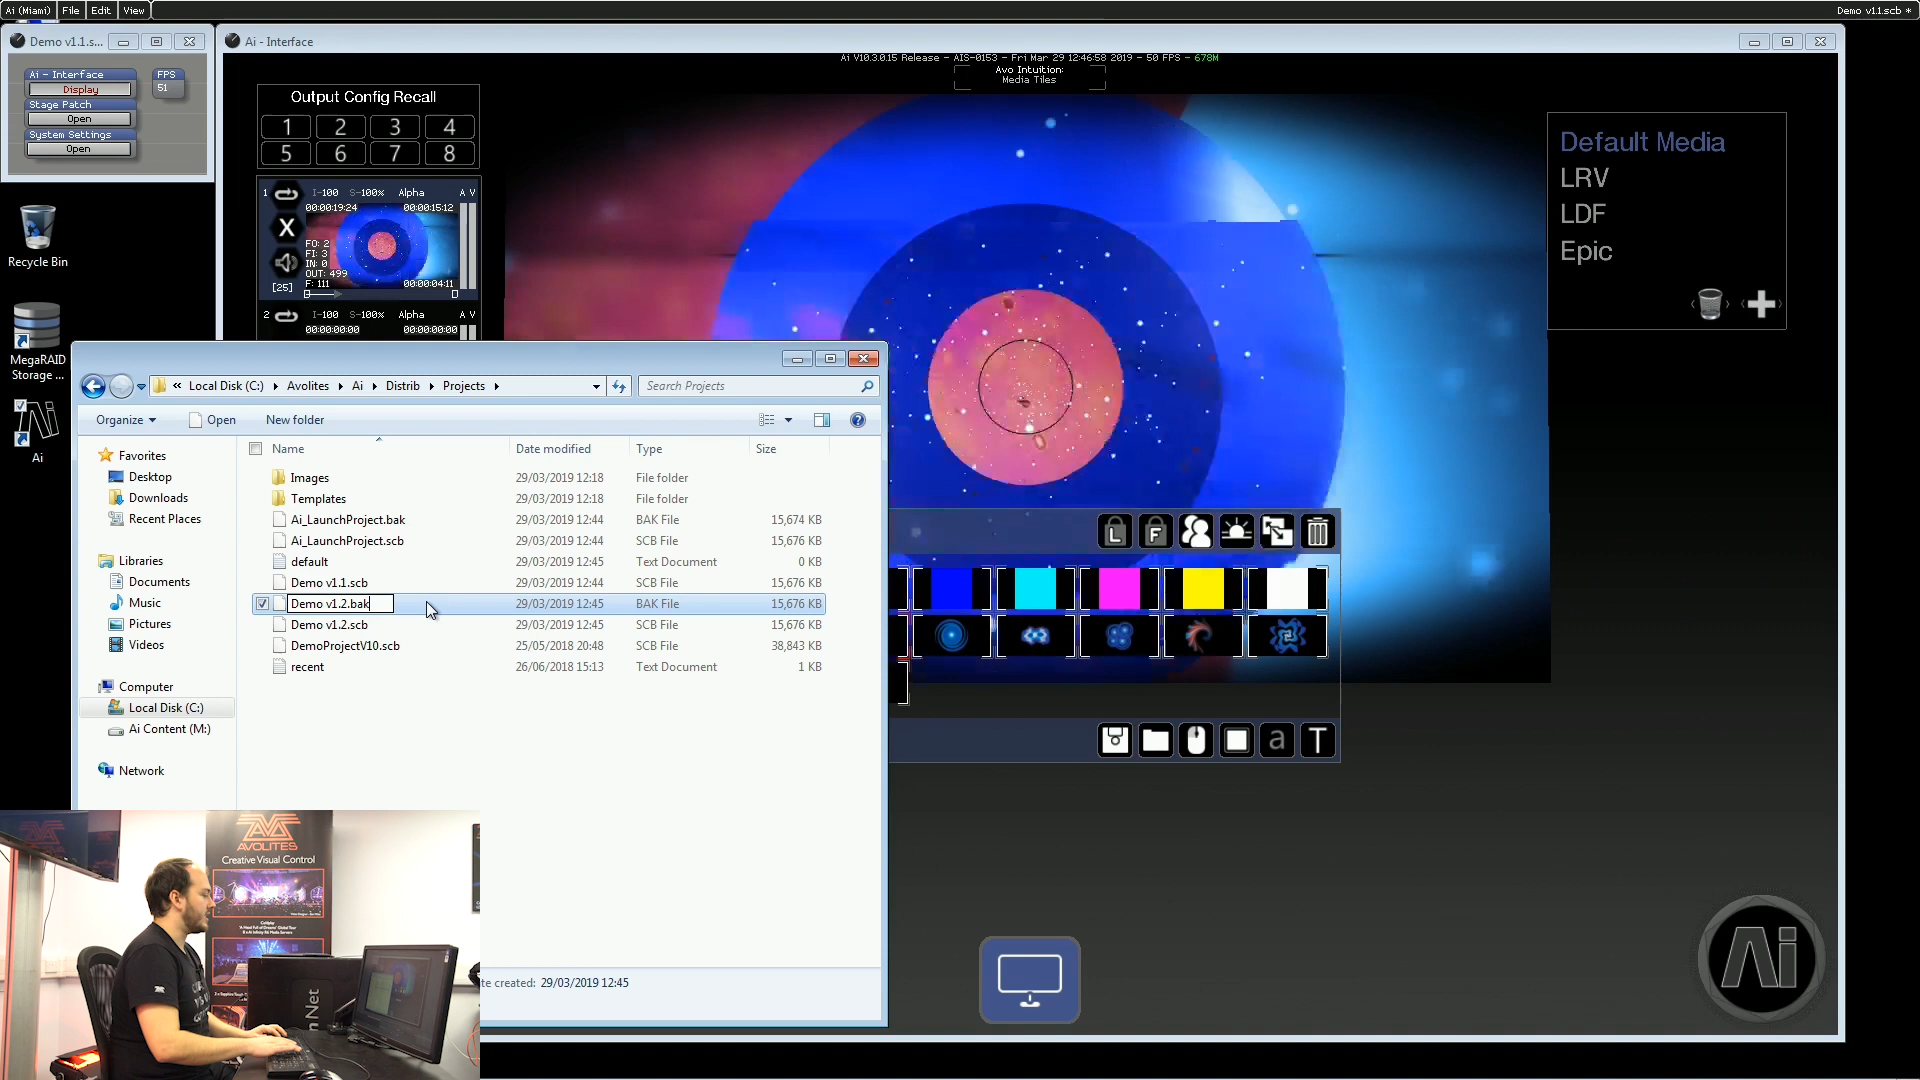 Ai (Miami) File Edit View
Demo v1.1.scb *
Demo v1.1.s...
Ai - Interface
Display
FPS
51
Stage Patch
Open
System Settings
Open
Ai - Interface
Ai V10.3.0.15 Release - AIS-0153 - Fri Mar 29 12:46:58 2019 - 50 FPS - 678M
Avo Intuition:
Media Tiles
Output Config Recall
1 2 3 4
5 6 7 8
1 I-100 S-100% Alpha A V
00:00:19:24 00:00:15:12
X
FO: 2
FI: 3
IN: 0
OUT: 499
F: 111
[25] 00:00:04:11
2 I-100 S-100% Alpha A V
00:00:00:00 00:00:00:00
Default Media
LRV
LDF
Epic
Recycle Bin
MegaRAID
Storage ...
Ai
« Local Disk (C:) Avolites Ai Distrib Projects
Search Projects
Organize Open New folder
Favorites
Desktop
Downloads
Recent Places
Libraries
Documents
Music
Pictures
Videos
Computer
Local Disk (C:)
Ai Content (M:)
Network
Name Date modified Type Size
Images 29/03/2019 12:18 File folder
Templates 29/03/2019 12:18 File folder
Ai_LaunchProject.bak 29/03/2019 12:44 BAK File 15,674 KB
Ai_LaunchProject.scb 29/03/2019 12:44 SCB File 15,676 KB
default 29/03/2019 12:45 Text Document 0 KB
Demo v1.1.scb 29/03/2019 12:44 SCB File 15,676 KB
Demo v1.2.bak 29/03/2019 12:45 BAK File 15,676 KB
Demo v1.2.scb 29/03/2019 12:45 SCB File 15,676 KB
DemoProjectV10.scb 25/05/2018 20:48 SCB File 38,843 KB
recent 26/06/2018 15:13 Text Document 1 KB
te created: 29/03/2019 12:45
L F
a T
Ai
AVOLITES
Creative Visual Control
Net